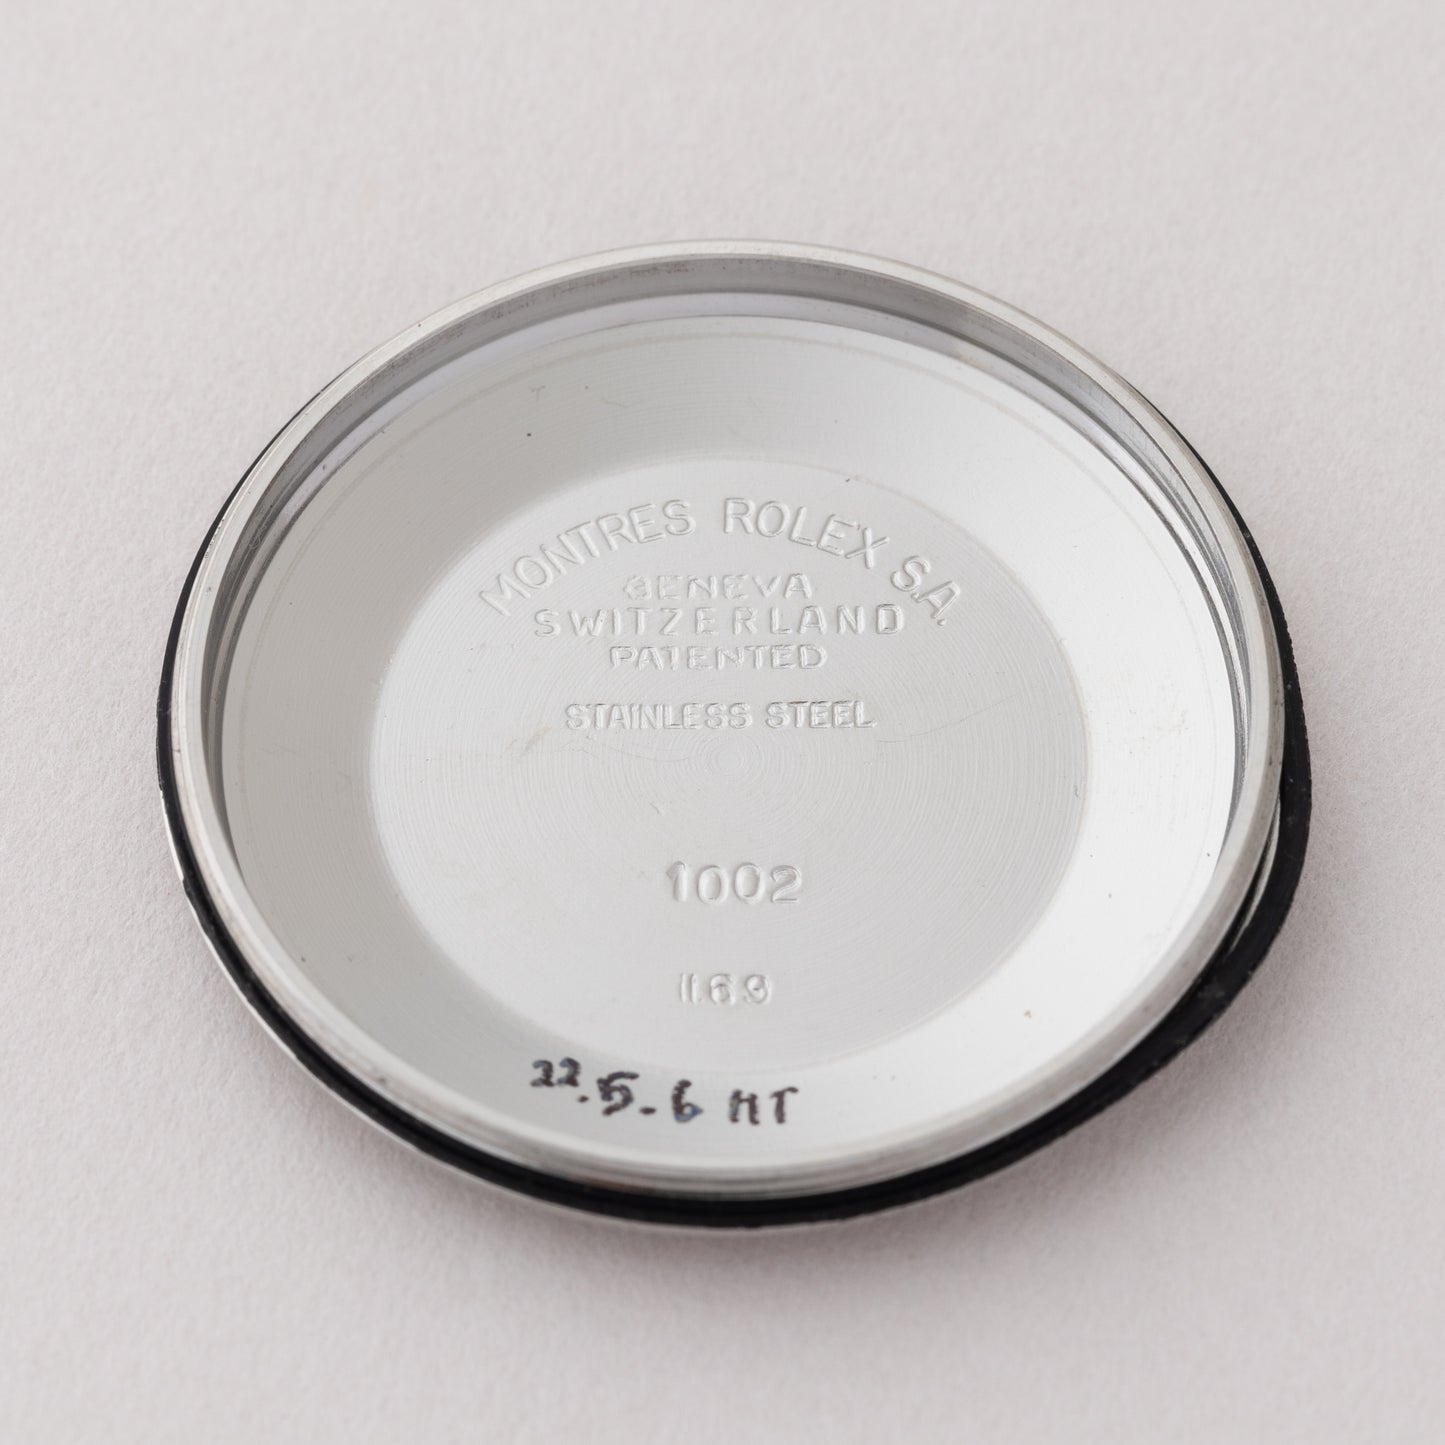 MONTRES ROLEX S.A.
GENEVA
SWITZERLAND
PATENTED
STAINLESS STEEL
1002
I.69
22.5.6 MT